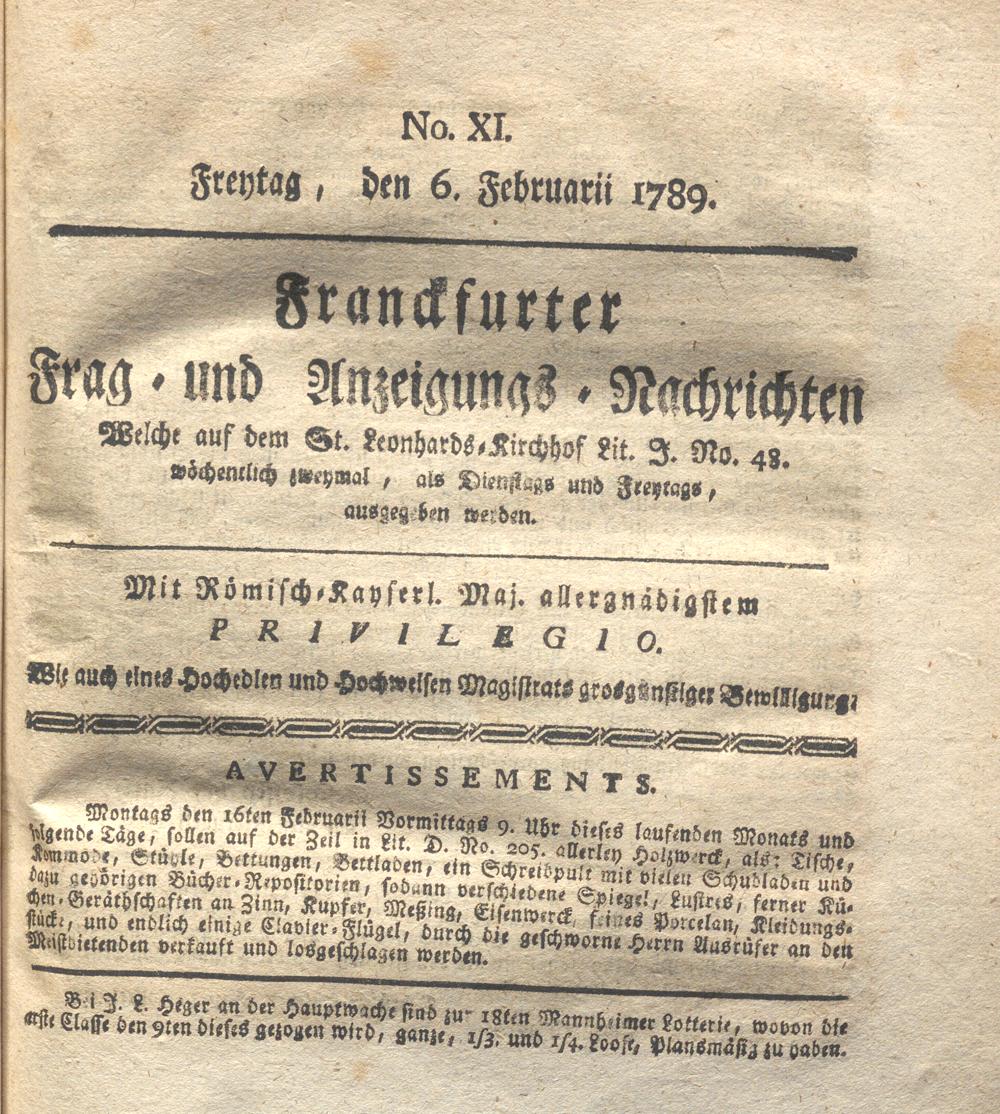 No. XI.
Freytag, den 6. Februarii 1789.
Franckfurter
Frag- und Anzeigungs-Nachrichten
Welche auf dem St. Leonhards-Kirchhof Lit. J. No. 48.
wöchentlich zweymal, als Dienstags und Freytags,
ausgegeben werden.
Mit Römisch-Kayserl. Maj. allergnädigstem
PRIVILEGIO.
Wie auch eines Hochedlen und Hochweisen Magistrats grosgünstiger Bewilligung.
AVERTISSEMENTS.
Montags den 16ten Februarii Vormittags 9. Uhr dieses laufenden Monats und
folgende Täge, sollen auf der Zeil in Lit. D. No. 205. allerley Holzwerck, als: Tische,
Kommode, Stühle, Bettungen, Bettladen, ein Schreibpult mit vielen Schubladen und
dazu gehörigen Bücher-Repositorien, sodann verschiedene Spiegel, Lustres, ferner Kü-
chen-Geräthschaften an Zinn, Kupfer, Meßing, Eisenwerck, feines Porcelan, Kleidungs-
stücke, und endlich einige Clavier-Flügel, durch die geschworne Herrn Ausrüfer an den
Meistbietenden verkauft und losgeschlagen werden.
Bei J. L. Heger an der Hauptwache sind zur 18ten Mannheimer Lotterie, wovon die
erste Classe den 9ten dieses gezogen wird, ganze, 1/3. und 1/4. Loose, Plansmäsig zu haben.